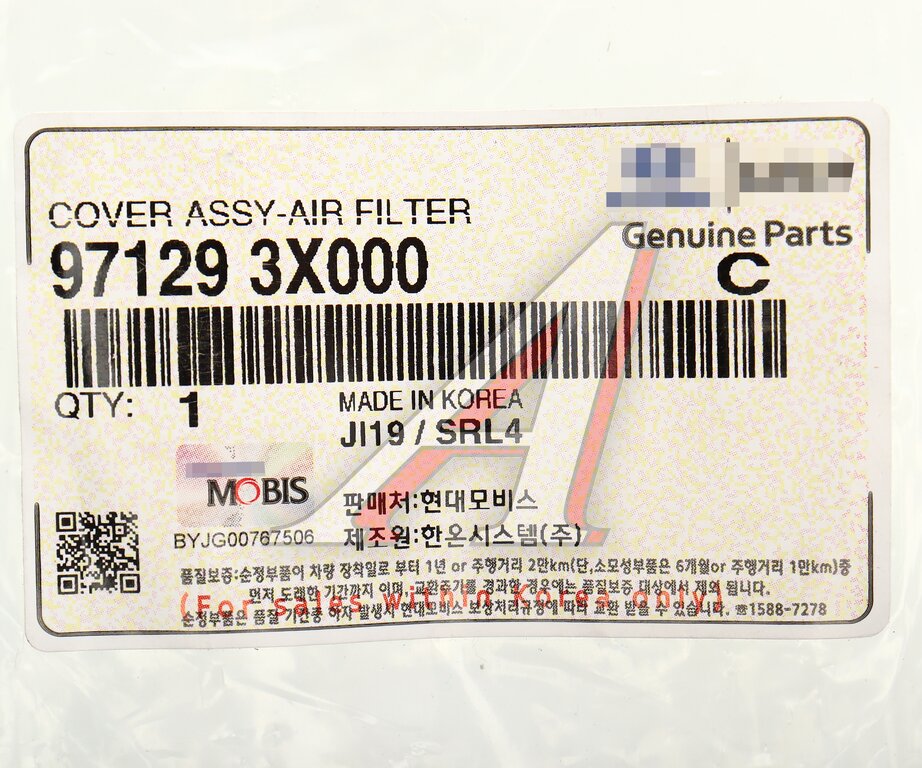 COVER ASSY-AIR FILTER
Genuine Parts
97129 3X000
C
QTY: 1
MADE IN KOREA
JI19 / SRL4
MOBIS
BYJG00767506
판매처:현대모비스
제조원:한온시스템(주)
품질보증:순정부품이 차량 장착일로 부터 1년 or 주행거리 2만km(단,소모성부품은 6개월or 주행거리 1만km)중
먼저 도래한 기간까지 이며, 교환주기를 경과한 경우에는 품질보증 대상에서 제외 됩니다.
(For sales within Korea only)
순정부품은 품질 기간중 하자 발생시 현대모비스 보상처리규정에 따라 교환 받을 수 있습니다. ☎1588-7278